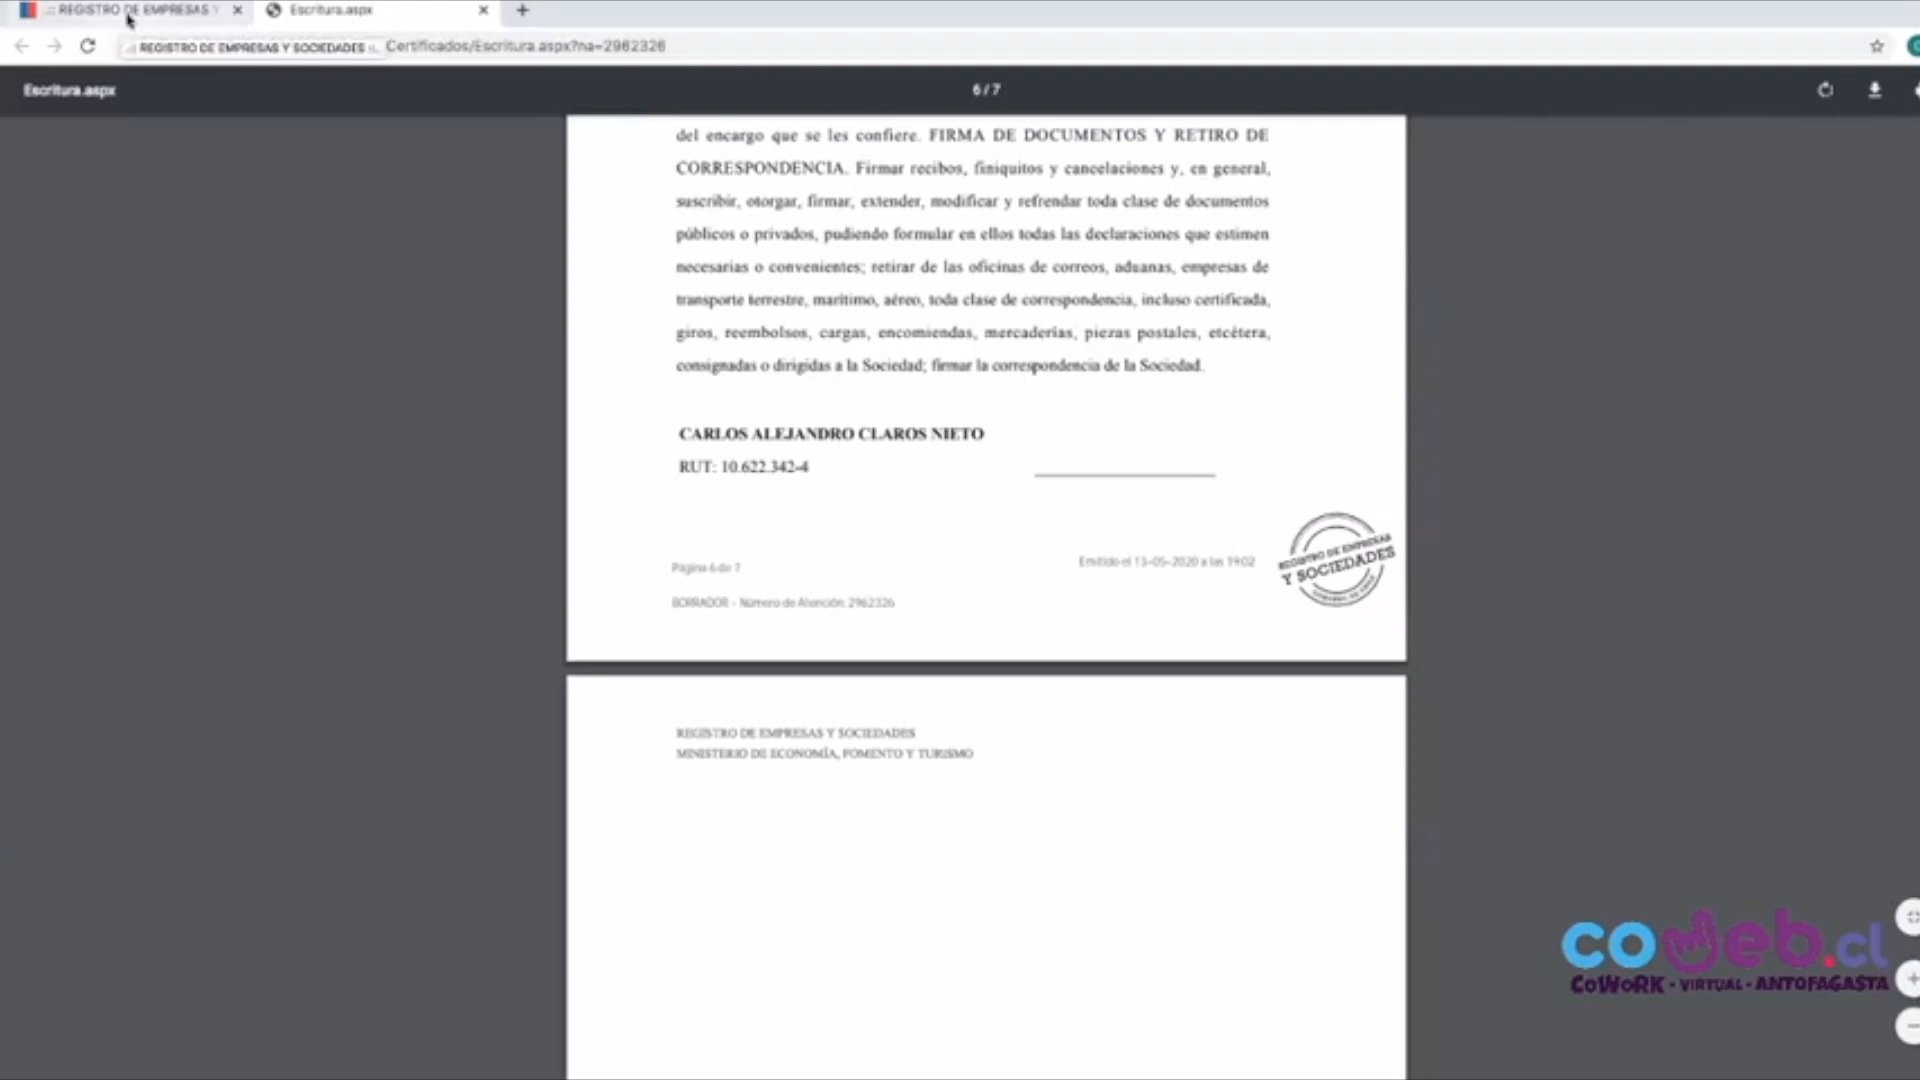 .:: REGISTRO DE EMPRESAS Y
Escritura.aspx
.:: REGISTRO DE EMPRESAS Y SOCIEDADES ::.
Certificados/Escritura.aspx?na=2962326
Escritura.aspx
6 / 7
del encargo que se les confiere. FIRMA DE DOCUMENTOS Y RETIRO DE
CORRESPONDENCIA. Firmar recibos, finiquitos y cancelaciones y, en general,
suscribir, otorgar, firmar, extender, modificar y refrendar toda clase de documentos
públicos o privados, pudiendo formular en ellos todas las declaraciones que estimen
necesarias o convenientes; retirar de las oficinas de correos, aduanas, empresas de
transporte terrestre, marítimo, aéreo, toda clase de correspondencia, incluso certificada,
giros, reembolsos, cargas, encomiendas, mercaderías, piezas postales, etcétera,
consignadas o dirigidas a la Sociedad; firmar la correspondencia de la Sociedad.
CARLOS ALEJANDRO CLAROS NIETO
RUT: 10.622.342-4
Página 6 de 7
Emitido el 13-05-2020 a las 19:02
REGISTRO DE EMPRESAS
Y SOCIEDADES
BORRADOR - Número de Atención: 2962326
REGISTRO DE EMPRESAS Y SOCIEDADES
MINISTERIO DE ECONOMÍA, FOMENTO Y TURISMO
coweb.cl
CoWoRK - VIRTUAL - ANTOFAGASTA